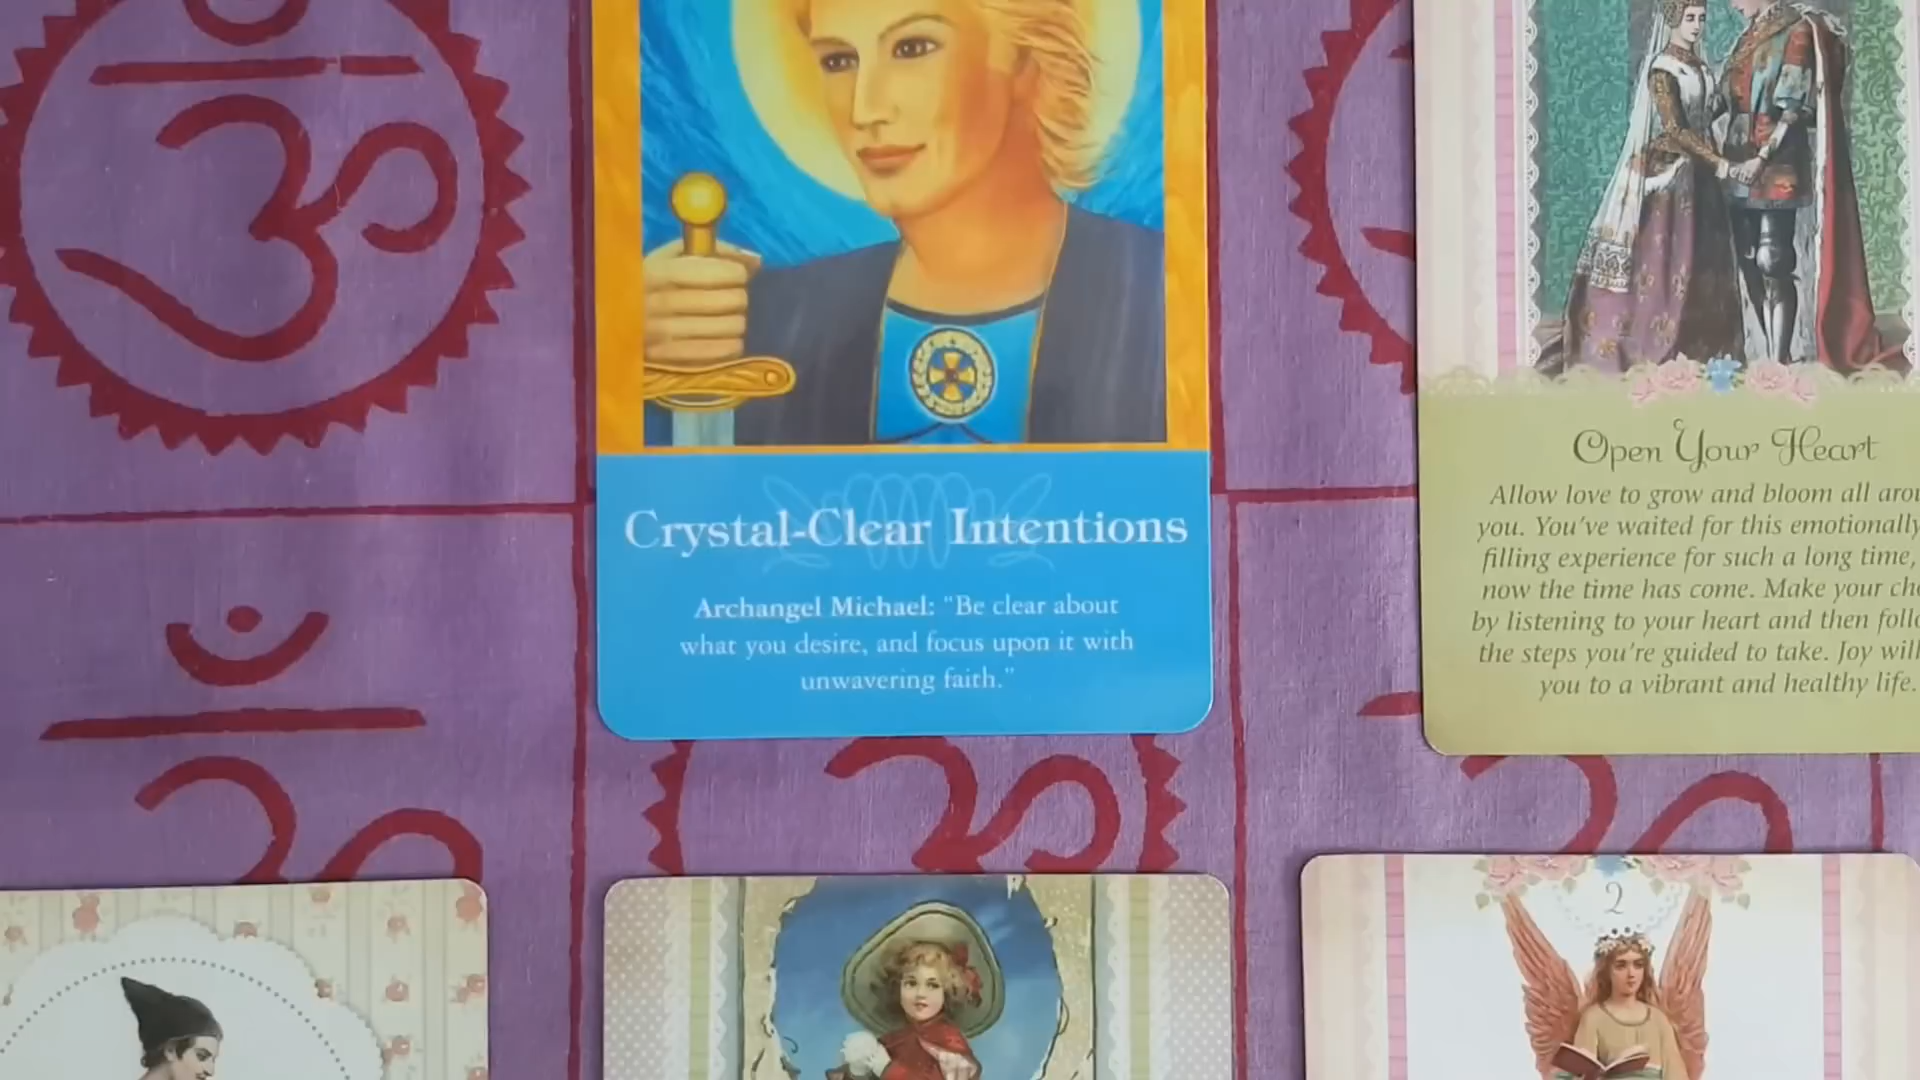 ॐ
Crystal-Clear Intentions
Archangel Michael: “Be clear about
what you desire, and focus upon it with
unwavering faith.”
Open Your Heart
Allow love to grow and bloom all
you. You've waited for this emotionally
filling experience for such a long time,
now the time has come. Make your
by listening to your heart and then
the steps you're guided to take. Joy will
you to a vibrant and healthy life.
ॐ
2